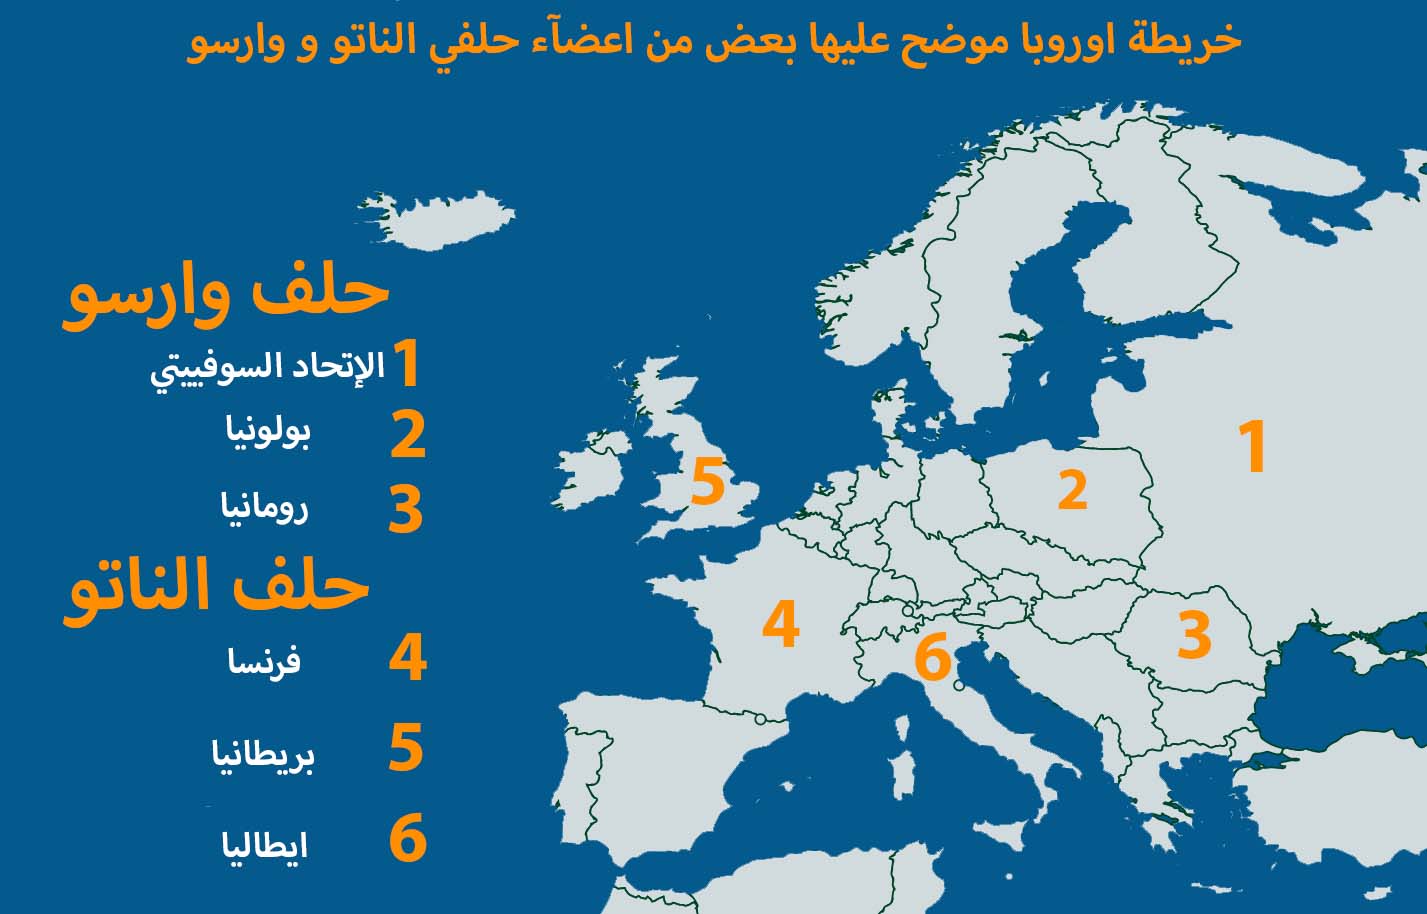 خريطة اوروبا موضح عليها بعض من اعضآء حلفي الناتو و وارسو
حلف وارسو
1 الإتحاد السوفييتي
2 بولونيا
3 رومانيا
حلف الناتو
4 فرنسا
5 بريطانيا
6 ايطاليا
1
2
5
4
3
6